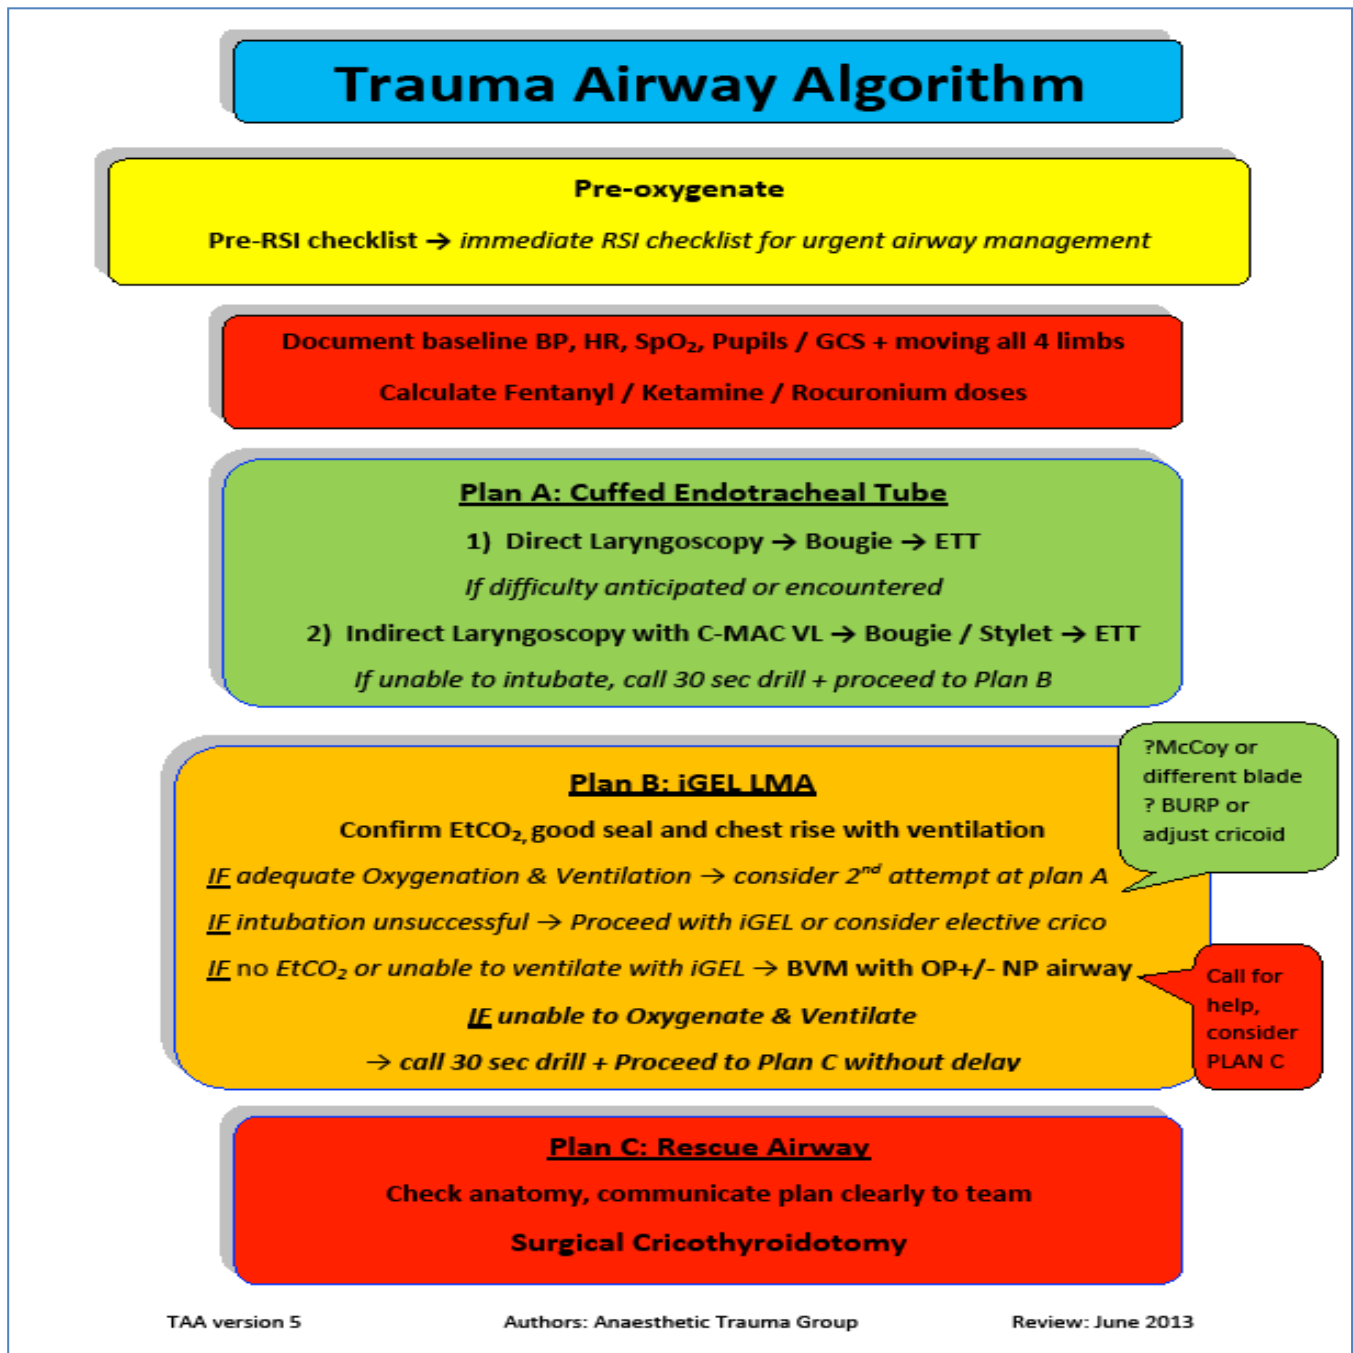 Trauma Airway Algorithm
Pre-oxygenate
Pre-RSI checklist → immediate RSI checklist for urgent airway management
Document baseline BP, HR, SpO₂, Pupils / GCS + moving all 4 limbs
Calculate Fentanyl / Ketamine / Rocuronium doses
Plan A: Cuffed Endotracheal Tube
1) Direct Laryngoscopy → Bougie → ETT
If difficulty anticipated or encountered
2) Indirect Laryngoscopy with C-MAC VL → Bougie / Stylet → ETT
If unable to intubate, call 30 sec drill + proceed to Plan B
?McCoy or
different blade
? BURP or
adjust cricoid
Plan B: iGEL LMA
Confirm EtCO₂, good seal and chest rise with ventilation
IF adequate Oxygenation & Ventilation → consider 2nd attempt at plan A
IF intubation unsuccessful → Proceed with iGEL or consider elective crico
IF no EtCO₂ or unable to ventilate with iGEL → BVM with OP+/- NP airway
IF unable to Oxygenate & Ventilate
→ call 30 sec drill + Proceed to Plan C without delay
Call for
help,
consider
PLAN C
Plan C: Rescue Airway
Check anatomy, communicate plan clearly to team
Surgical Cricothyroidotomy
TAA version 5 Authors: Anaesthetic Trauma Group Review: June 2013